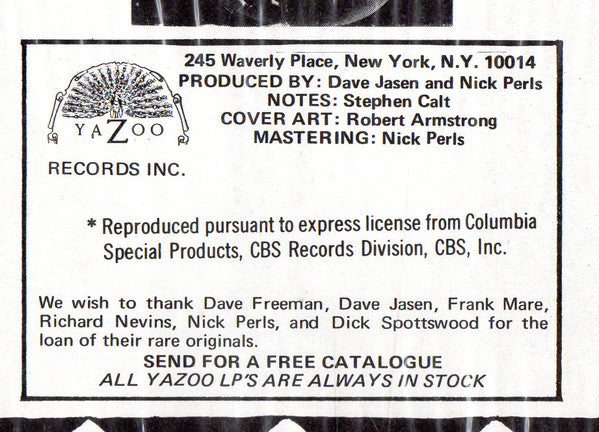 245 Waverly Place, New York, N.Y. 10014
PRODUCED BY: Dave Jasen and Nick Perls
NOTES: Stephen Calt
COVER ART: Robert Armstrong
MASTERING: Nick Perls
YAZOO
RECORDS INC.
* Reproduced pursuant to express license from Columbia
Special Products, CBS Records Division, CBS, Inc.
We wish to thank Dave Freeman, Dave Jasen, Frank Mare,
Richard Nevins, Nick Perls, and Dick Spottswood for the
loan of their rare originals.
SEND FOR A FREE CATALOGUE
ALL YAZOO LP'S ARE ALWAYS IN STOCK